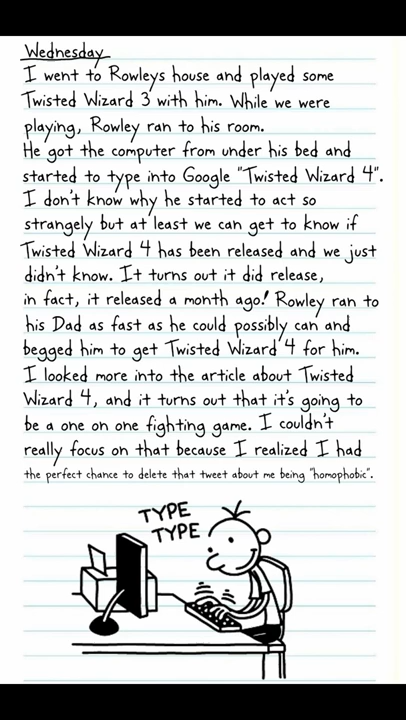 Wednesday
I went to Rowleys house and played some
Twisted Wizard 3 with him. While we were
playing, Rowley ran to his room.
He got the computer from under his bed and
started to type into Google "Twisted Wizard 4".
I don't know why he started to act so
strangely but at least we can get to know if
Twisted Wizard 4 has been released and we just
didn't know. It turns out it did release,
in fact, it released a month ago! Rowley ran to
his Dad as fast as he could possibly can and
begged him to get Twisted Wizard 4 for him.
I looked more into the article about Twisted
Wizard 4, and it turns out that it's going to
be a one on one fighting game. I couldn't
really focus on that because I realized I had
the perfect chance to delete that tweet about me being "homophobic".
TYPE
TYPE